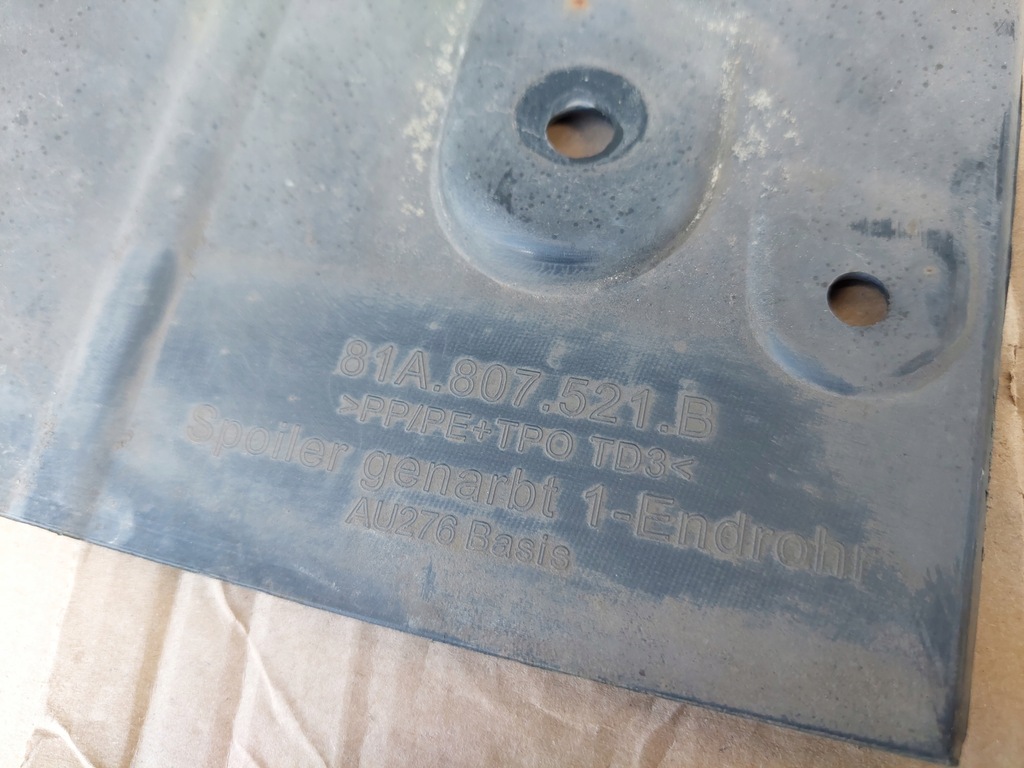 81A.807.521.B
>PP/PE+TPO TD3<
Spoiler genarbt 1-Endrohr
AU276 Basis